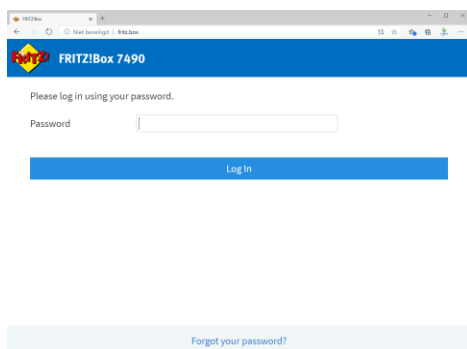 FRITZ!Box
Niet beveiligd | fritz.box
FRITZ! FRITZ!Box 7490
Please log in using your password.
Password
Log In
Forgot your password?